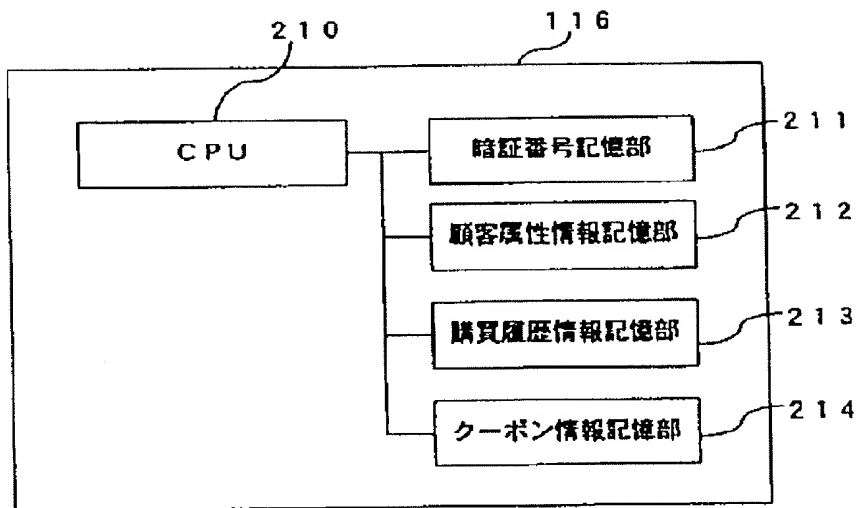 210
116
CPU
暗証番号記憶部
211
顧客属性情報記憶部
212
購買履歴情報記憶部
213
クーポン情報記憶部
214